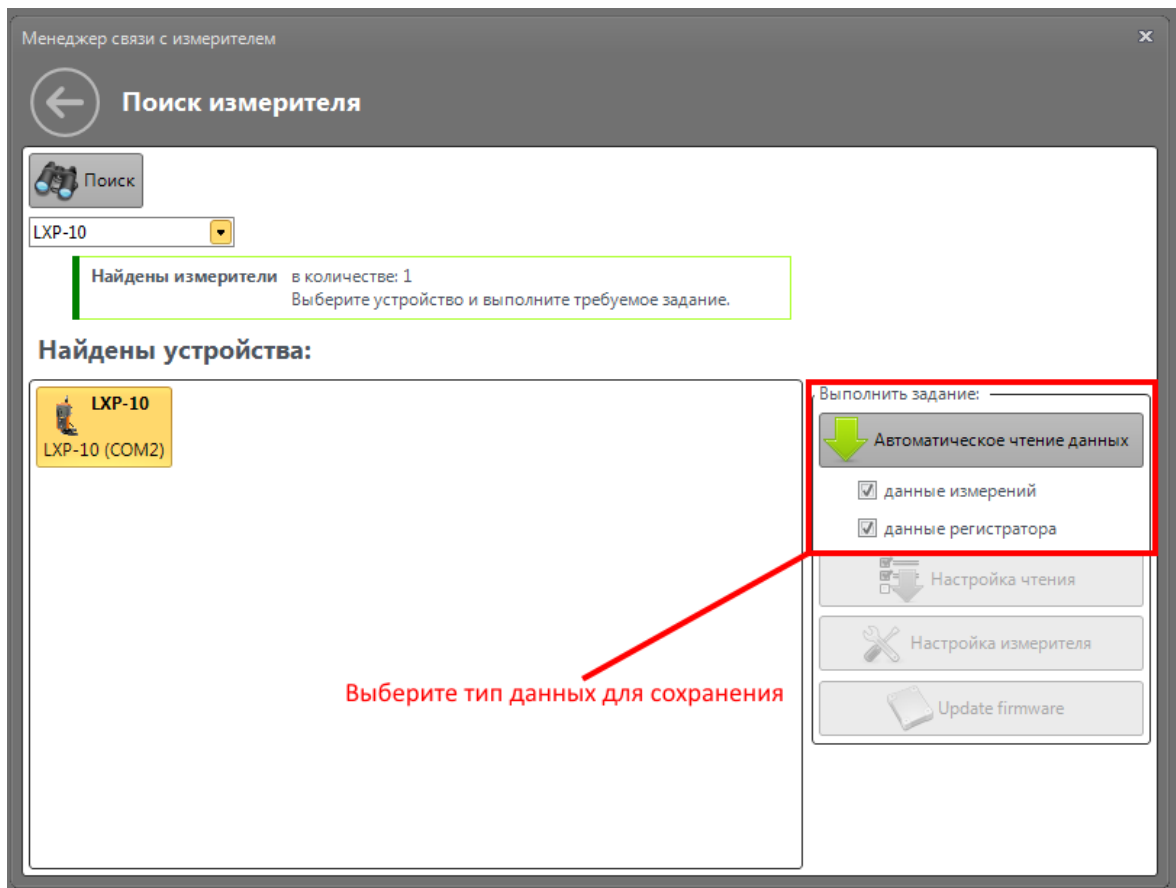 Менеджер связи с измерителем
x
Поиск измерителя
Поиск
LXP-10
Найдены измерители в количестве: 1
Выберите устройство и выполните требуемое задание.
Найдены устройства:
LXP-10
LXP-10 (COM2)
Выполнить задание:
Автоматическое чтение данных
данные измерений
данные регистратора
Настройка чтения
Настройка измерителя
Update firmware
Выберите тип данных для сохранения